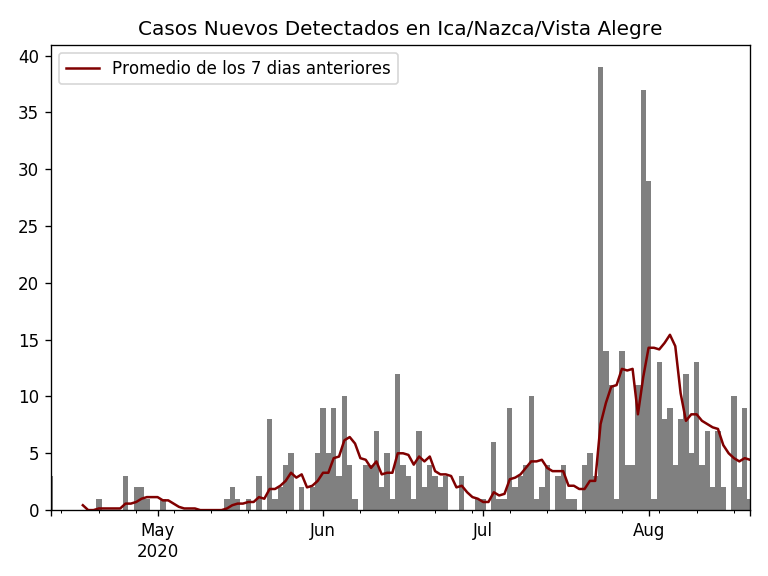 Casos Nuevos Detectados en Ica/Nazca/Vista Alegre
Promedio de los 7 dias anteriores
40
35
30
25
20
15
10
5
0
May
2020
Jun
Jul
Aug